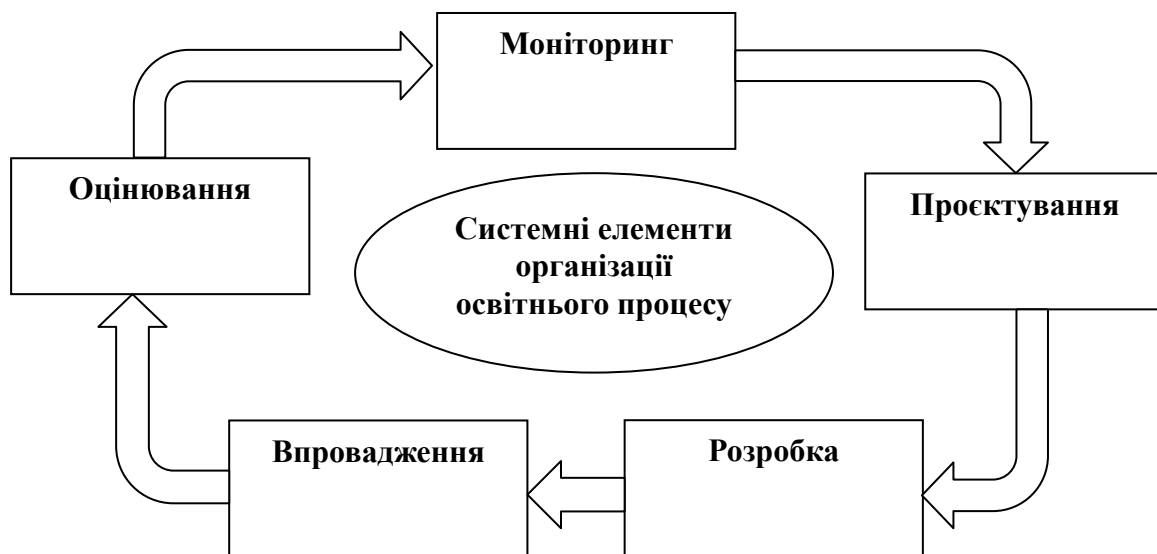 Моніторинг
Оцінювання
Проєктування
Системні елементи
організації
освітнього процесу
Впровадження
Розробка